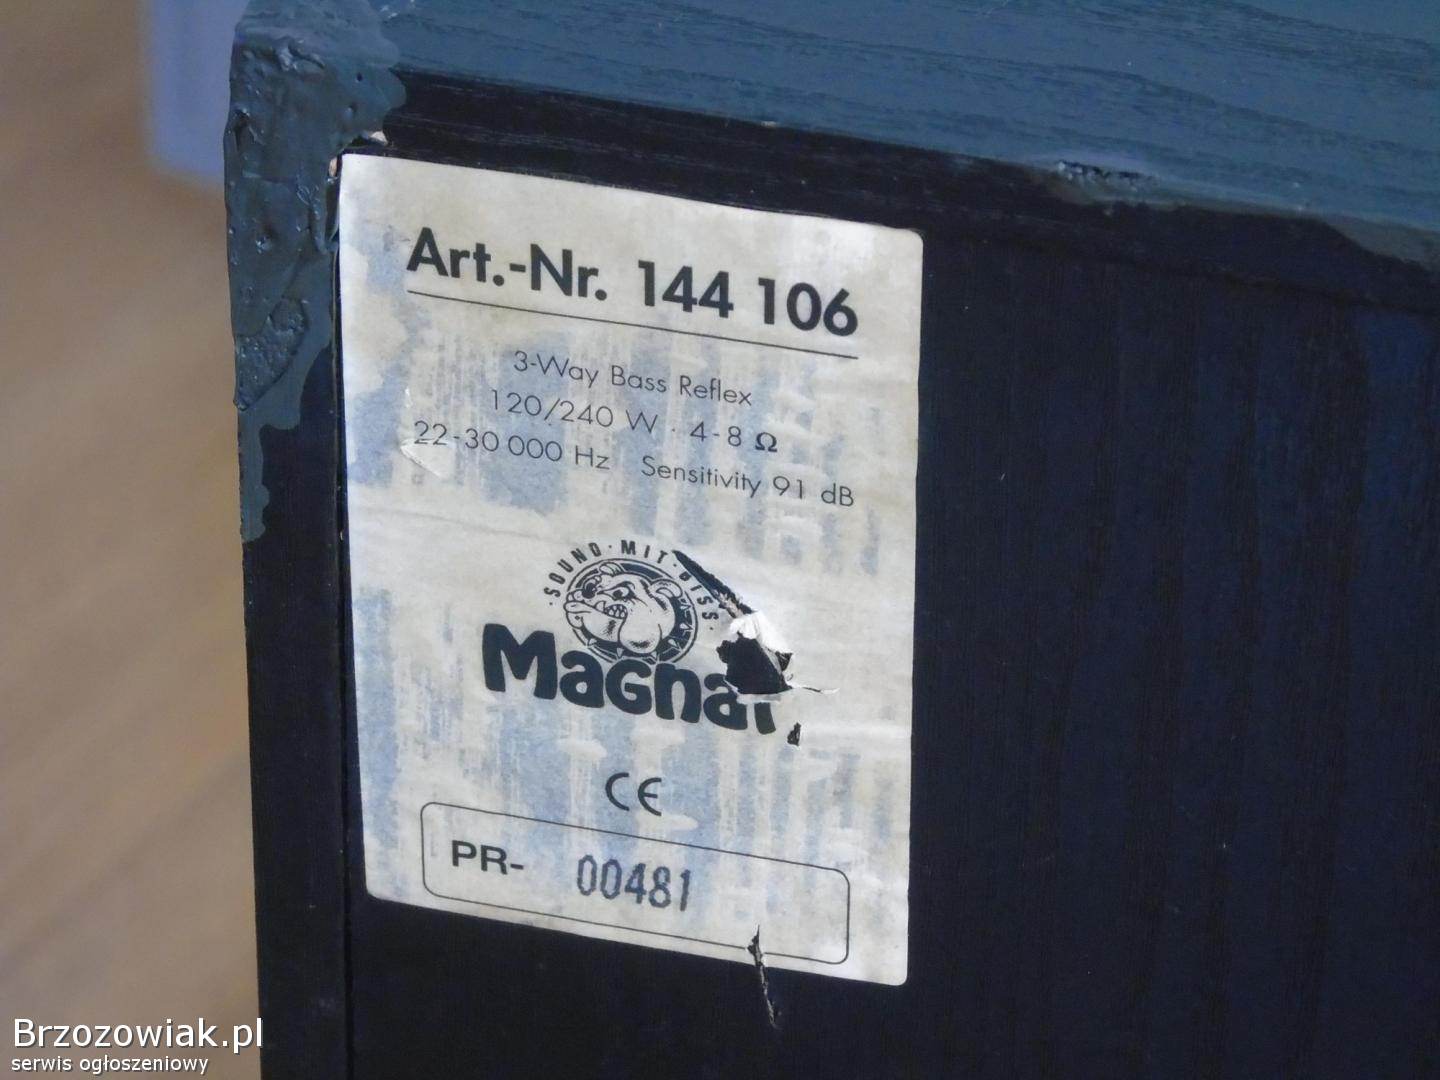 Art.-Nr. 144 106
3-Way Bass Reflex
120/240 W · 4-8 Ω
22-30 000 Hz Sensitivity 91 dB
· SOUND · MIT · BISS ·
Magnat
CE
PR- 00481
Brzozowiak.pl
serwis ogłoszeniowy